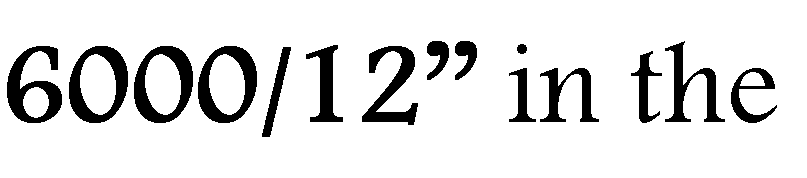 6000/12” in the